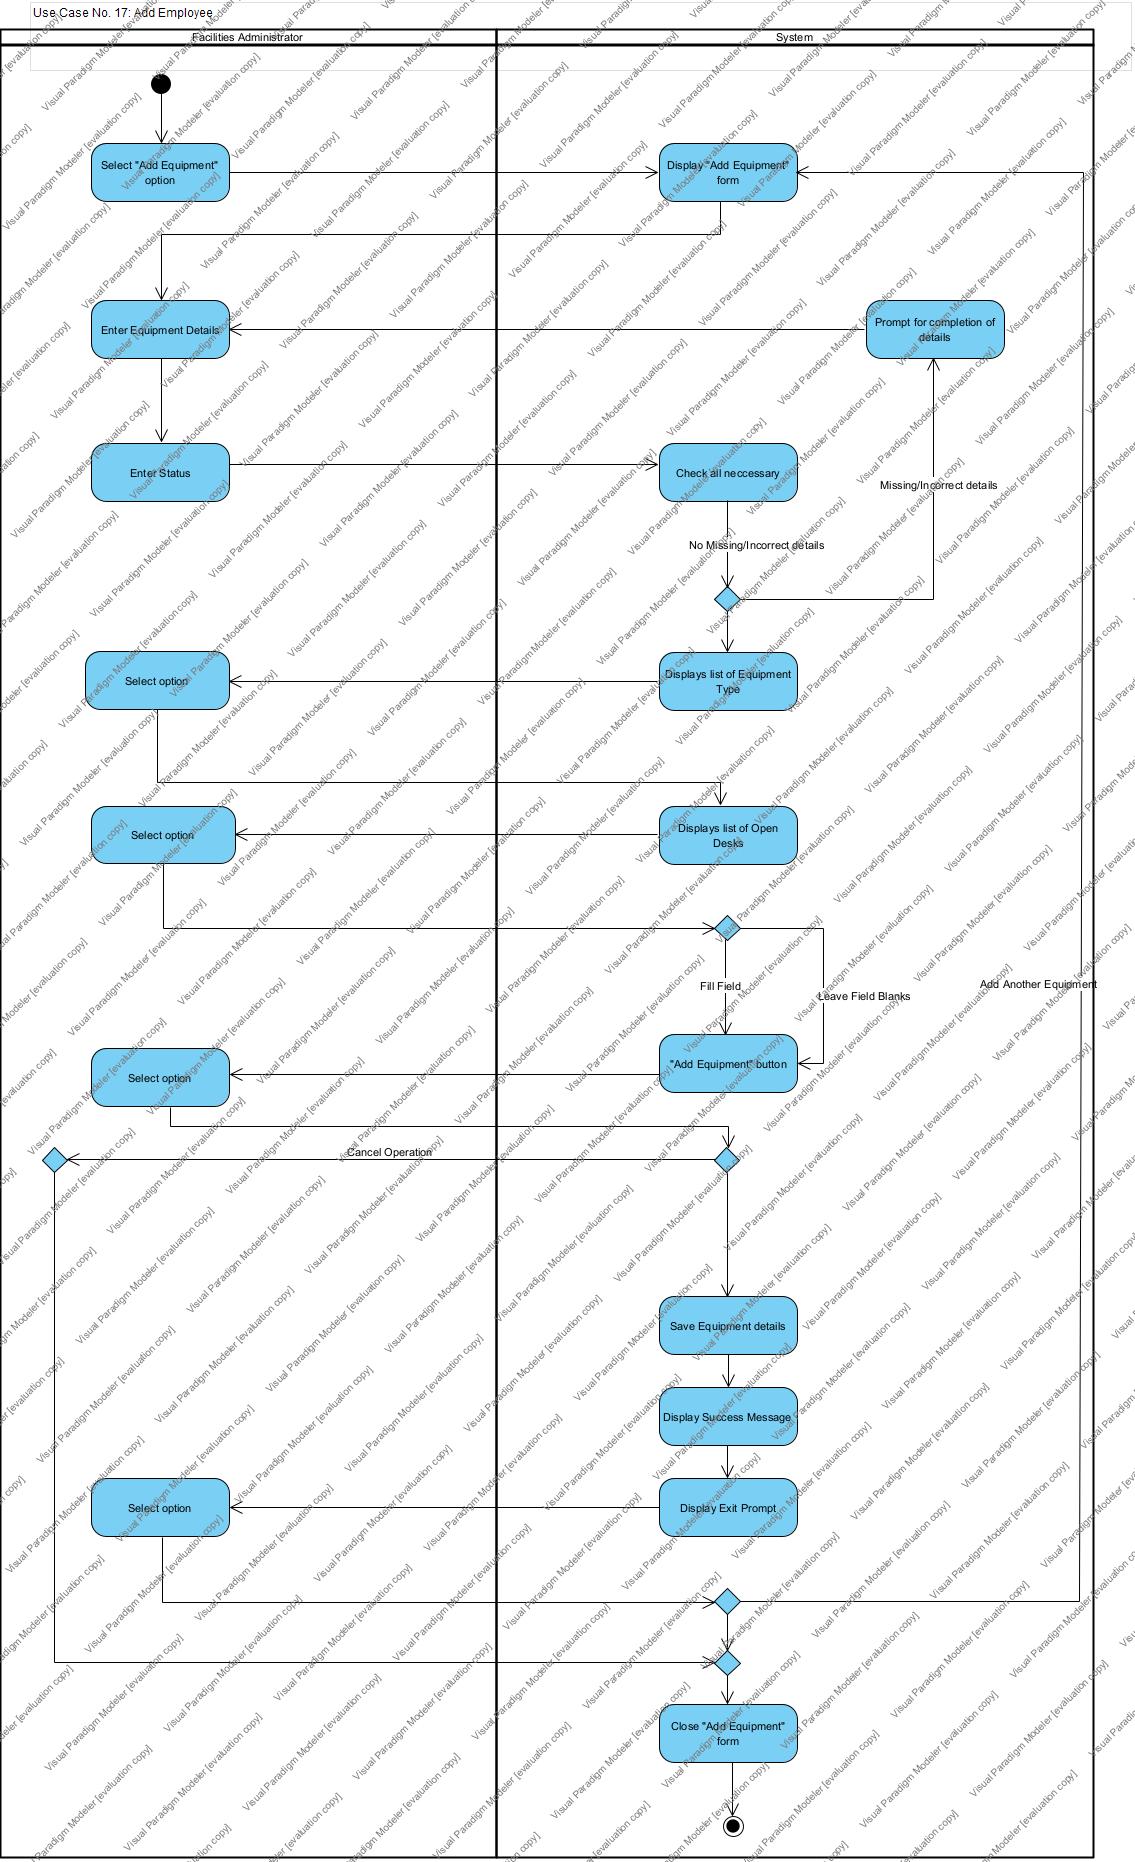 Use Case No. 17: Add Employee
Facilities Administrator
System
Select "Add Equipment"
option
Display "Add Equipment"
form
Enter Equipment Details
Prompt for completion of
details
Enter Status
Check all neccessary
Missing/Incorrect details
No Missing/Incorrect details
Select option
Displays list of Equipment
Type
Select option
Displays list of Open
Desks
Fill Field
Leave Field Blanks
Add Another Equipment
Select option
"Add Equipment" button
Cancel Operation
Save Equipment details
Display Success Message
Select option
Display Exit Prompt
Close "Add Equipment"
form
Visual Paradigm Modeler [evaluation copy]